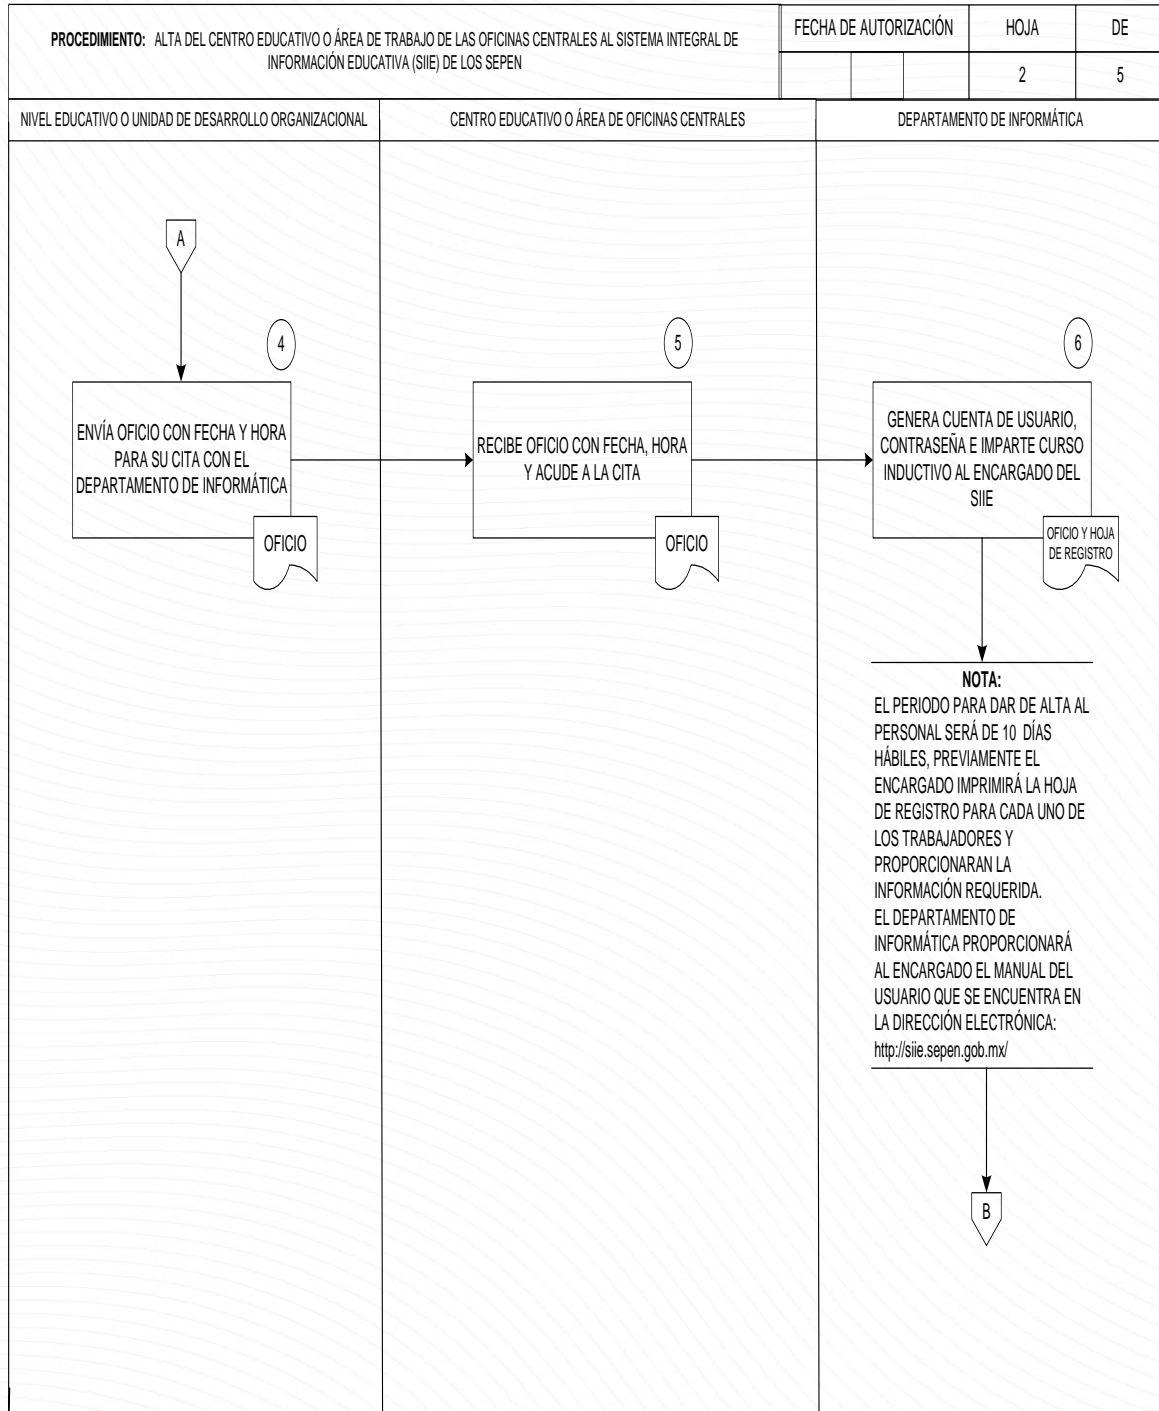 PROCEDIMIENTO: ALTA DEL CENTRO EDUCATIVO O ÁREA DE TRABAJO DE LAS OFICINAS CENTRALES AL SISTEMA INTEGRAL DE
INFORMACIÓN EDUCATIVA (SIIE) DE LOS SEPEN
FECHA DE AUTORIZACIÓN
HOJA
DE
2
5
NIVEL EDUCATIVO O UNIDAD DE DESARROLLO ORGANIZACIONAL
CENTRO EDUCATIVO O ÁREA DE OFICINAS CENTRALES
DEPARTAMENTO DE INFORMÁTICA
A
4
ENVÍA OFICIO CON FECHA Y HORA
PARA SU CITA CON EL
DEPARTAMENTO DE INFORMÁTICA
OFICIO
5
RECIBE OFICIO CON FECHA, HORA
Y ACUDE A LA CITA
OFICIO
6
GENERA CUENTA DE USUARIO,
CONTRASEÑA E IMPARTE CURSO
INDUCTIVO AL ENCARGADO DEL
SIIE
OFICIO Y HOJA
DE REGISTRO
NOTA:
EL PERIODO PARA DAR DE ALTA AL
PERSONAL SERÁ DE 10 DÍAS
HÁBILES, PREVIAMENTE EL
ENCARGADO IMPRIMIRÁ LA HOJA
DE REGISTRO PARA CADA UNO DE
LOS TRABAJADORES Y
PROPORCIONARAN LA
INFORMACIÓN REQUERIDA.
EL DEPARTAMENTO DE
INFORMÁTICA PROPORCIONARÁ
AL ENCARGADO EL MANUAL DEL
USUARIO QUE SE ENCUENTRA EN
LA DIRECCIÓN ELECTRÓNICA:
http://siie.sepen.gob.mx/
B